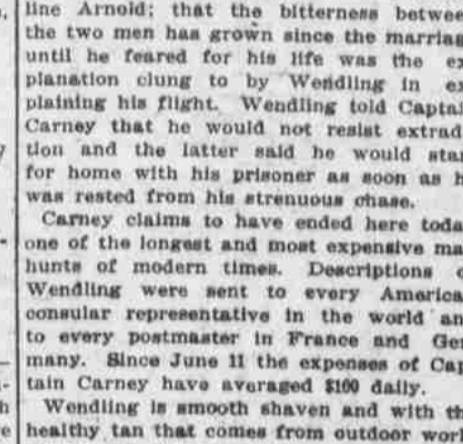 line Arnold; that the bitterness betwee
the two men has grown since the marriag
until he feared for his life was the ex
planation clung to by Wendling in ex
plaining his flight. Wendling told Captai
Carney that he would not resist extrad
tion and the latter said he would star
for home with his prisoner as soon as h
was rested from his strenuous chase.
Carney claims to have ended here toda
one of the longest and most expensive ma
hunts of modern times. Descriptions o
Wendling were sent to every America
consular representative in the world an
to every postmaster in France and Ger
many. Since June 11 the expenses of Cap
tain Carney have averaged $100 daily.
Wendling is smooth shaven and with th
healthy tan that comes from outdoor work